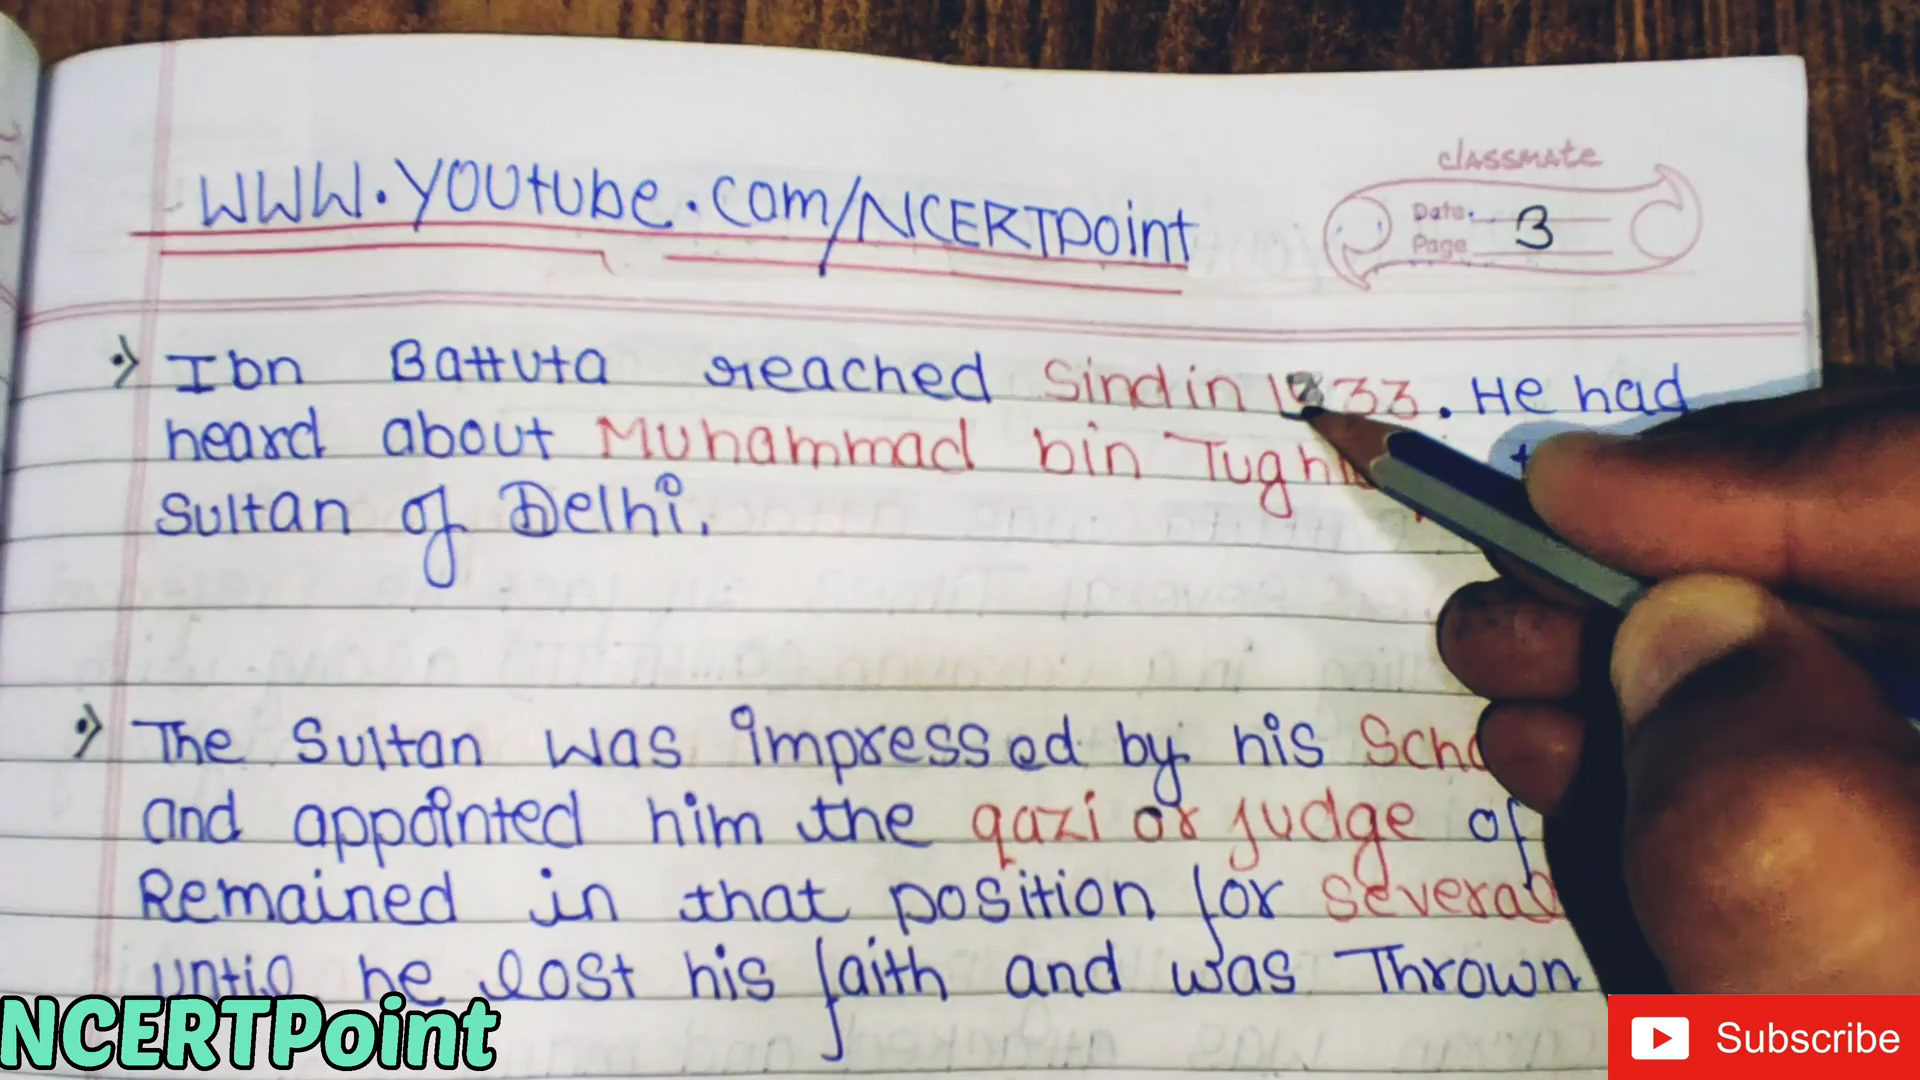 www.youtube.com/NCERTPoint
classmate
Date
Page 3
Ibn Battuta reached Sind in 1333. He had
heard about Muhammad bin
Sultan of Delhi.
The Sultan was impressed by his
and appointed him the qazi or judge of
Remained in that position for several
until he lost his faith and was Thrown
NCERTPoint
Subscribe